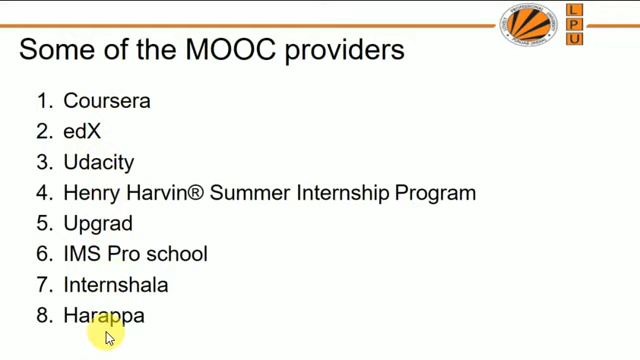 L
P
U
Some of the MOOC providers
1. Coursera
2. edX
3. Udacity
4. Henry Harvin® Summer Internship Program
5. Upgrad
6. IMS Pro school
7. Internshala
8. Harappa